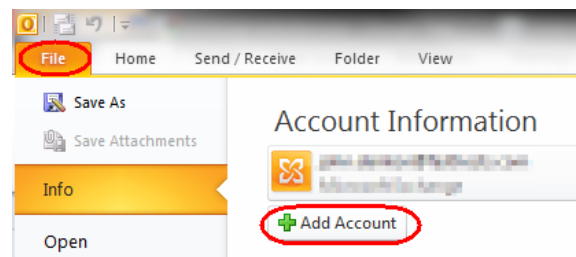 File Home Send / Receive Folder View
Save As
Account Information
Save Attachments
Info
Add Account
Open